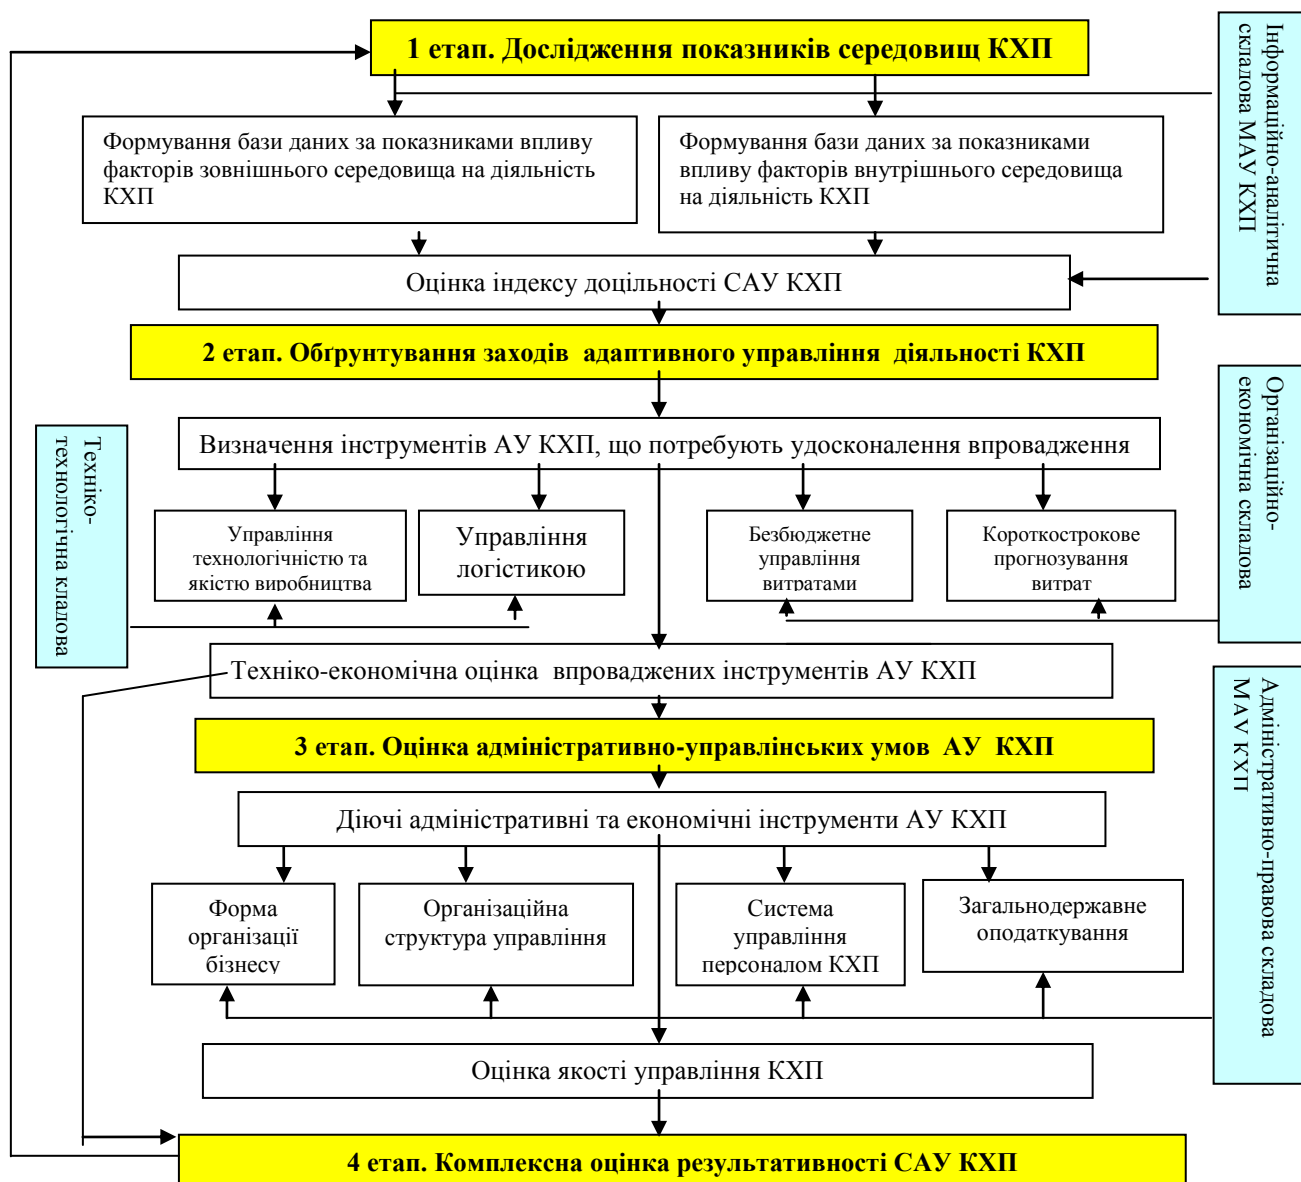 1 етап. Дослідження показників середовищ КХП
Інформаційно-аналітична
складова МАУ КХП
Формування бази даних за показниками впливу
факторів зовнішнього середовища на діяльність
КХП
Формування бази даних за показниками
впливу факторів внутрішнього середовища
на діяльність КХП
Оцінка індексу доцільності САУ КХП
2 етап. Обґрунтування заходів адаптивного управління діяльності КХП
Організаційно-
економічна складова
Техніко-
технологічна кладова
Визначення інструментів АУ КХП, що потребують удосконалення впровадження
Управління
технологічністю та
якістю виробництва
Управління
логістикою
Безбюджетне
управління
витратами
Короткострокове
прогнозування
витрат
Техніко-економічна оцінка впроваджених інструментів АУ КХП
Адміністративно-правова складова
МАУ КХП
3 етап. Оцінка адміністративно-управлінських умов АУ КХП
Діючі адміністративні та економічні інструменти АУ КХП
Форма
організації
бізнесу
Організаційна
структура управління
Система
управління
персоналом КХП
Загальнодержавне
оподаткування
Оцінка якості управління КХП
4 етап. Комплексна оцінка результативності САУ КХП